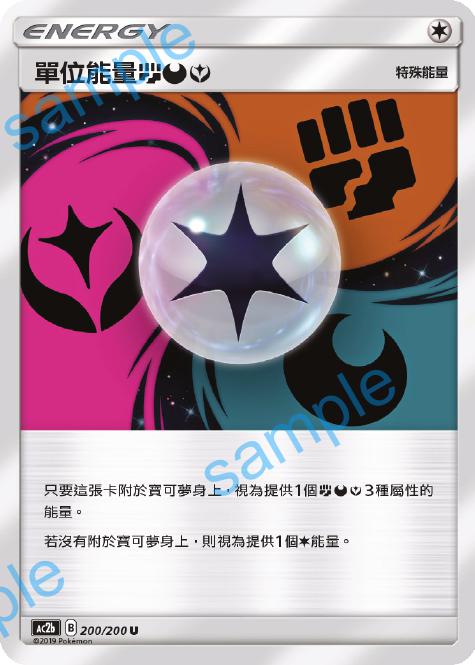 ENERGY
單位能量
特殊能量
只要這張卡附於寶可夢身上,視為提供1個3種屬性的
能量。
若沒有附於寶可夢身上,則視為提供1個能量。
AC2b B 200/200 U
©2019 Pokémon
sample
sample
ple